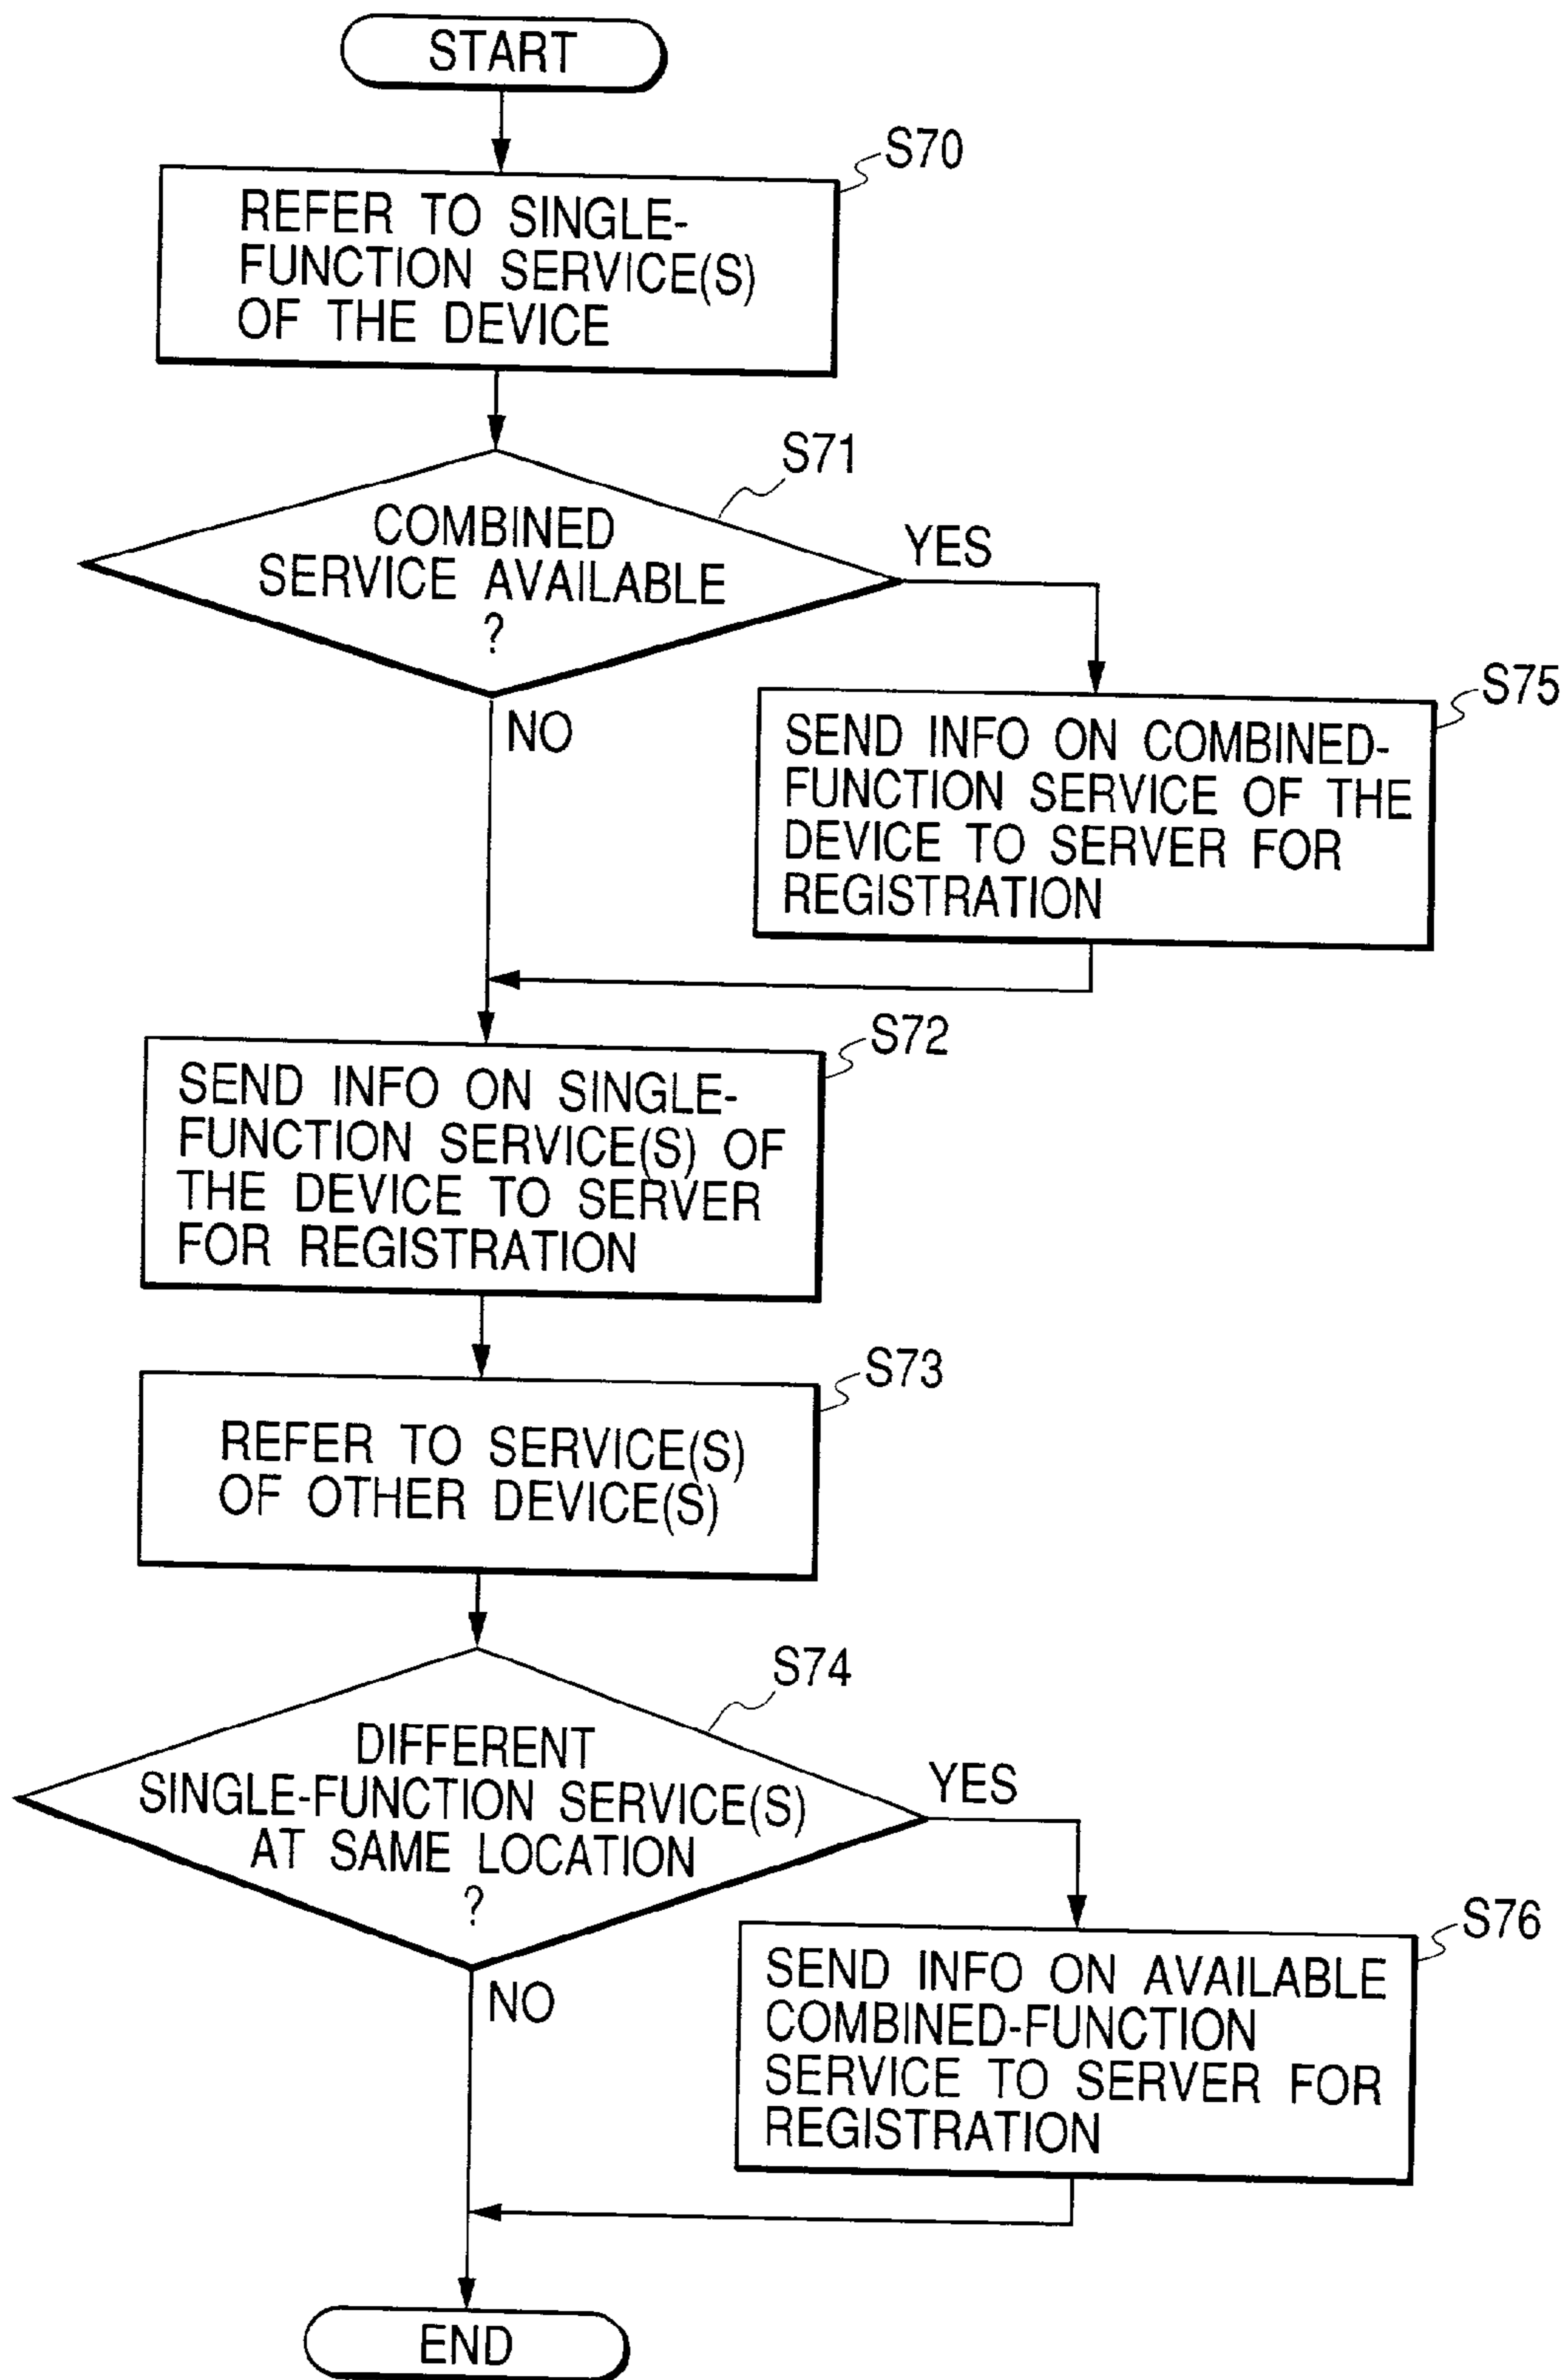 START
S70
REFER TO SINGLE-
FUNCTION SERVICE(S)
OF THE DEVICE
S71
COMBINED
SERVICE AVAILABLE
?
YES
NO
S75
SEND INFO ON COMBINED-
FUNCTION SERVICE OF THE
DEVICE TO SERVER FOR
REGISTRATION
S72
SEND INFO ON SINGLE-
FUNCTION SERVICE(S) OF
THE DEVICE TO SERVER
FOR REGISTRATION
S73
REFER TO SERVICE(S)
OF OTHER DEVICE(S)
S74
DIFFERENT
SINGLE-FUNCTION SERVICE(S)
AT SAME LOCATION
?
YES
NO
S76
SEND INFO ON AVAILABLE
COMBINED-FUNCTION
SERVICE TO SERVER FOR
REGISTRATION
END